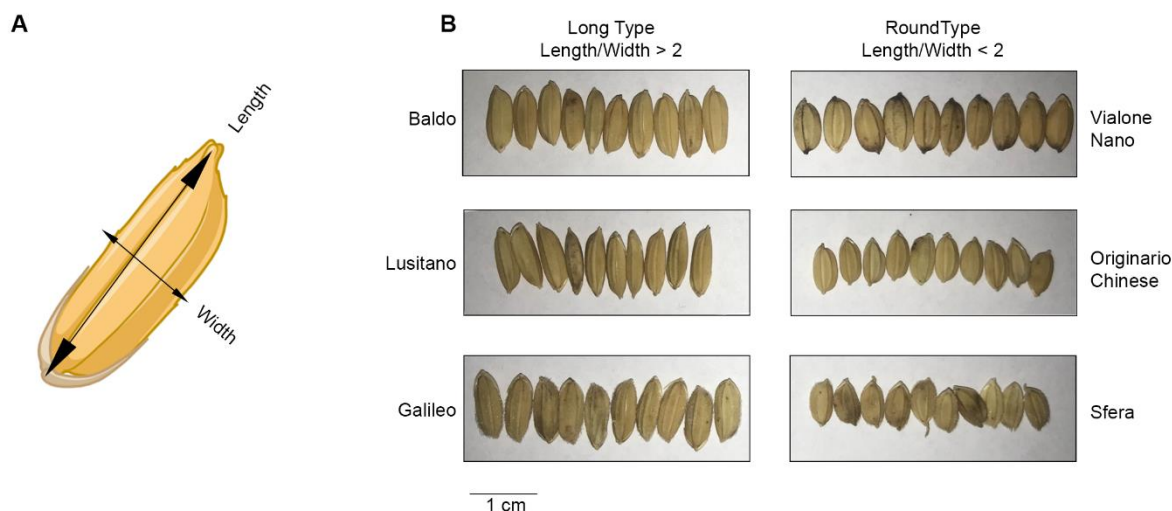 A
Length
Width
B
Long Type
Length/Width > 2
RoundType
Length/Width < 2
Baldo
Vialone
Nano
Lusitano
Originario
Chinese
Galileo
Sfera
1 cm